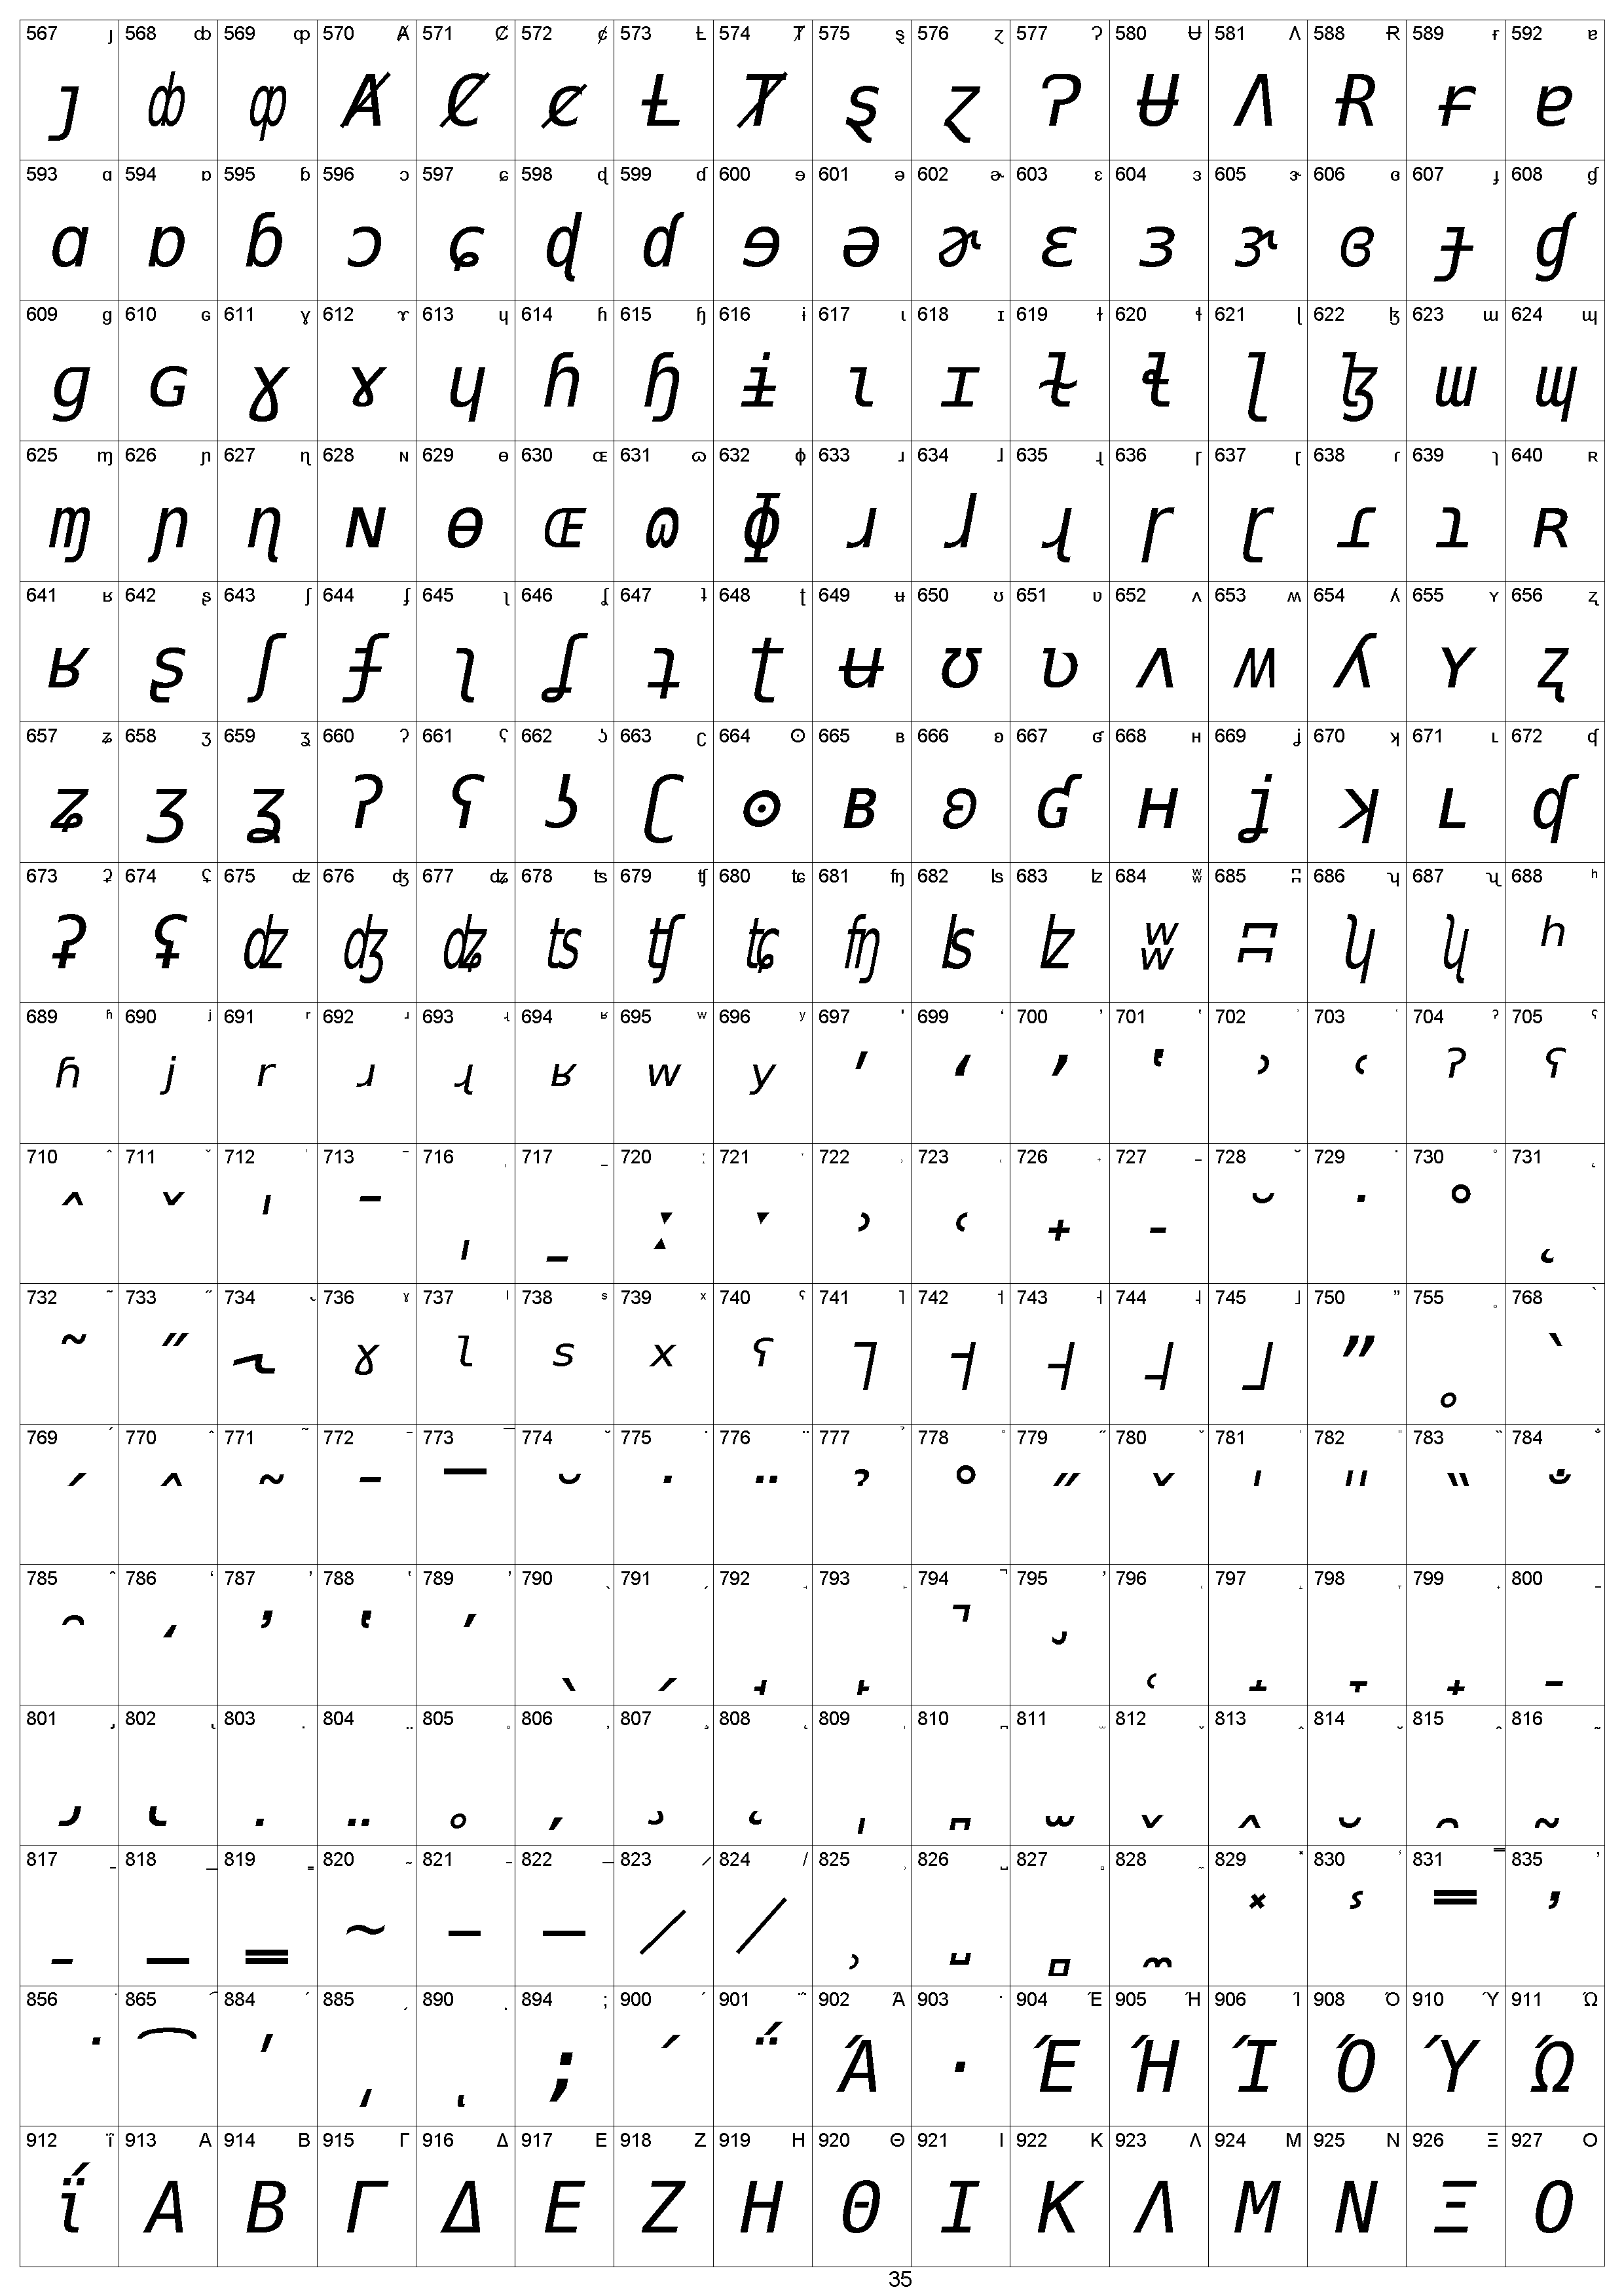 567 ȷ 568 ȸ 569 ȹ 570 Ⱥ 571 Ȼ 572 ȼ 573 Ƚ 574 Ⱦ 575 ȿ 576 ɀ 577 Ɂ 580 Ʉ 581 Ʌ 588 Ɍ 589 ɍ 592 ɐ
ȷ ȸ ȹ Ⱥ Ȼ ȼ Ƚ Ⱦ ȿ ɀ Ɂ Ʉ Ʌ Ɍ ɍ ɐ
593 ɑ 594 ɒ 595 ɓ 596 ɔ 597 ɕ 598 ɖ 599 ɗ 600 ɘ 601 ə 602 ɚ 603 ɛ 604 ɜ 605 ɝ 606 ɞ 607 ɟ 608 ɠ
ɑ ɒ ɓ ɔ ɕ ɖ ɗ ɘ ə ɚ ɛ ɜ ɝ ɞ ɟ ɠ
609 ɡ 610 ɢ 611 ɣ 612 ɤ 613 ɥ 614 ɦ 615 ɧ 616 ɨ 617 ɩ 618 ɪ 619 ɫ 620 ɬ 621 ɭ 622 ɮ 623 ɯ 624 ɰ
ɡ ɢ ɣ ɤ ɥ ɦ ɧ ɨ ɩ ɪ ɫ ɬ ɭ ɮ ɯ ɰ
625 ɱ 626 ɲ 627 ɳ 628 ɴ 629 ɵ 630 ɶ 631 ɷ 632 ɸ 633 ɹ 634 ɺ 635 ɻ 636 ɼ 637 ɽ 638 ɾ 639 ɿ 640 ʀ
ɱ ɲ ɳ ɴ ɵ ɶ ɷ ɸ ɹ ɺ ɻ ɼ ɽ ɾ ɿ ʀ
641 ʁ 642 ʂ 643 ʃ 644 ʄ 645 ʅ 646 ʆ 647 ʇ 648 ʈ 649 ʉ 650 ʊ 651 ʋ 652 ʌ 653 ʍ 654 ʎ 655 ʏ 656 ʐ
ʁ ʂ ʃ ʄ ʅ ʆ ʇ ʈ ʉ ʊ ʋ ʌ ʍ ʎ ʏ ʐ
657 ʑ 658 ʒ 659 ʓ 660 ʔ 661 ʕ 662 ʖ 663 ʗ 664 ʘ 665 ʙ 666 ʚ 667 ʛ 668 ʜ 669 ʝ 670 ʞ 671 ʟ 672 ʠ
ʑ ʒ ʓ ʔ ʕ ʖ ʗ ʘ ʙ ʚ ʛ ʜ ʝ ʞ ʟ ʠ
673 ʡ 674 ʢ 675 ʣ 676 ʤ 677 ʥ 678 ʦ 679 ʧ 680 ʨ 681 ʩ 682 ʪ 683 ʫ 684 ʬ 685 ʭ 686 ʮ 687 ʯ 688 ʰ
ʡ ʢ ʣ ʤ ʥ ʦ ʧ ʨ ʩ ʪ ʫ ʬ ʭ ʮ ʯ ʰ
689 ʱ 690 ʲ 691 ʳ 692 ʴ 693 ʵ 694 ʶ 695 ʷ 696 ʸ 697 ʹ 699 ʻ 700 ʼ 701 ʽ 702 ʾ 703 ʿ 704 ˀ 705 ˁ
ʱ ʲ ʳ ʴ ʵ ʶ ʷ ʸ ʹ ʻ ʼ ʽ ʾ ʿ ˀ ˁ
710 ˆ 711 ˇ 712 ˈ 713 ˉ 716 ˌ 717 ˍ 720 ː 721 ˑ 722 ˒ 723 ˓ 726 ˖ 727 ˗ 728 ˘ 729 ˙ 730 ˚ 731 ˛
ˆ ˇ ˈ ˉ ˌ ˍ ː ˑ ˒ ˓ ˖ ˗ ˘ ˙ ˚ ˛
732 ˜ 733 ˝ 734 ˞ 736 ˠ 737 ˡ 738 ˢ 739 ˣ 740 ˤ 741 ˥ 742 ˦ 743 ˧ 744 ˨ 745 ˩ 750 ˮ 755 ˳ 768 ̀
˜ ˝ ˞ ˠ ˡ ˢ ˣ ˤ ˥ ˦ ˧ ˨ ˩ ˮ ˳ ̀
769 ́ 770 ̂ 771 ̃ 772 ̄ 773 ̅ 774 ̆ 775 ̇ 776 ̈ 777 ̉ 778 ̊ 779 ̋ 780 ̌ 781 ̍ 782 ̎ 783 ̏ 784 ̐
́ ̂ ̃ ̄ ̅ ̆ ̇ ̈ ̉ ̊ ̋ ̌ ̍ ̎ ̏ ̐
785 ̑ 786 ̒ 787 ̓ 788 ̔ 789 ̕ 790 ̖ 791 ̗ 792 ̘ 793 ̙ 794 ̚ 795 ̛ 796 ̜ 797 ̝ 798 ̞ 799 ̟ 800 ̠
̑ ̒ ̓ ̔ ̕ ̖ ̗ ̘ ̙ ̚ ̛ ̜ ̝ ̞ ̟ ̠
801 ̡ 802 ̢ 803 ̣ 804 ̤ 805 ̥ 806 ̦ 807 ̧ 808 ̨ 809 ̩ 810 ̪ 811 ̫ 812 ̬ 813 ̭ 814 ̮ 815 ̯ 816 ̰
̡ ̢ ̣ ̤ ̥ ̦ ̧ ̨ ̩ ̪ ̫ ̬ ̭ ̮ ̯ ̰
817 ̱ 818 ̲ 819 ̳ 820 ̴ 821 ̵ 822 ̶ 823 ̷ 824 ̸ 825 ̹ 826 ̺ 827 ̻ 828 ̼ 829 ̽ 830 ̾ 831 ̿ 835 ̓
̱ ̲ ̳ ̴ ̵ ̶ ̷ ̸ ̹ ̺ ̻ ̼ ̽ ̾ ̿ ̓
856 ͘ 865 ͡ 884 ʹ 885 ͵ 890 ͺ 894 ; 900 ΄ 901 ΅ 902 Ά 903 · 904 Έ 905 Ή 906 Ί 908 Ό 910 Ύ 911 Ώ
͘ ͡ ʹ ͵ ͺ ; ΄ ΅ Ά · Έ Ή Ί Ό Ύ Ώ
912 ΐ 913 Α 914 Β 915 Γ 916 Δ 917 Ε 918 Ζ 919 Η 920 Θ 921 Ι 922 Κ 923 Λ 924 Μ 925 Ν 926 Ξ 927 Ο
ΐ Α Β Γ Δ Ε Ζ Η Θ Ι Κ Λ Μ Ν Ξ Ο
35